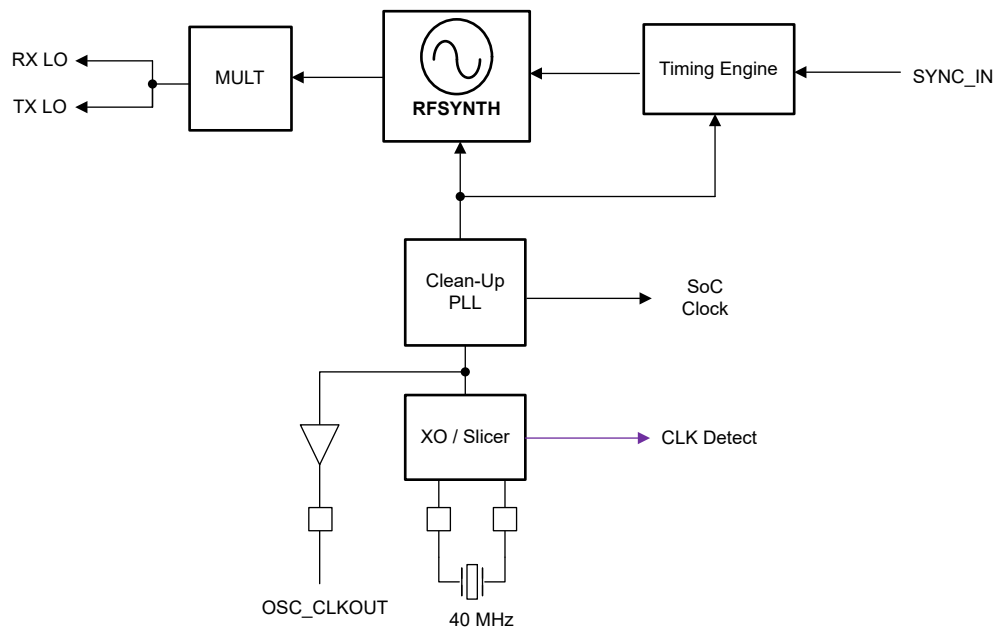 RX LO
TX LO
MULT
RFSYNTH
Timing Engine
SYNC_IN
Clean-Up
PLL
SoC
Clock
XO / Slicer
CLK Detect
OSC_CLKOUT
40 MHz